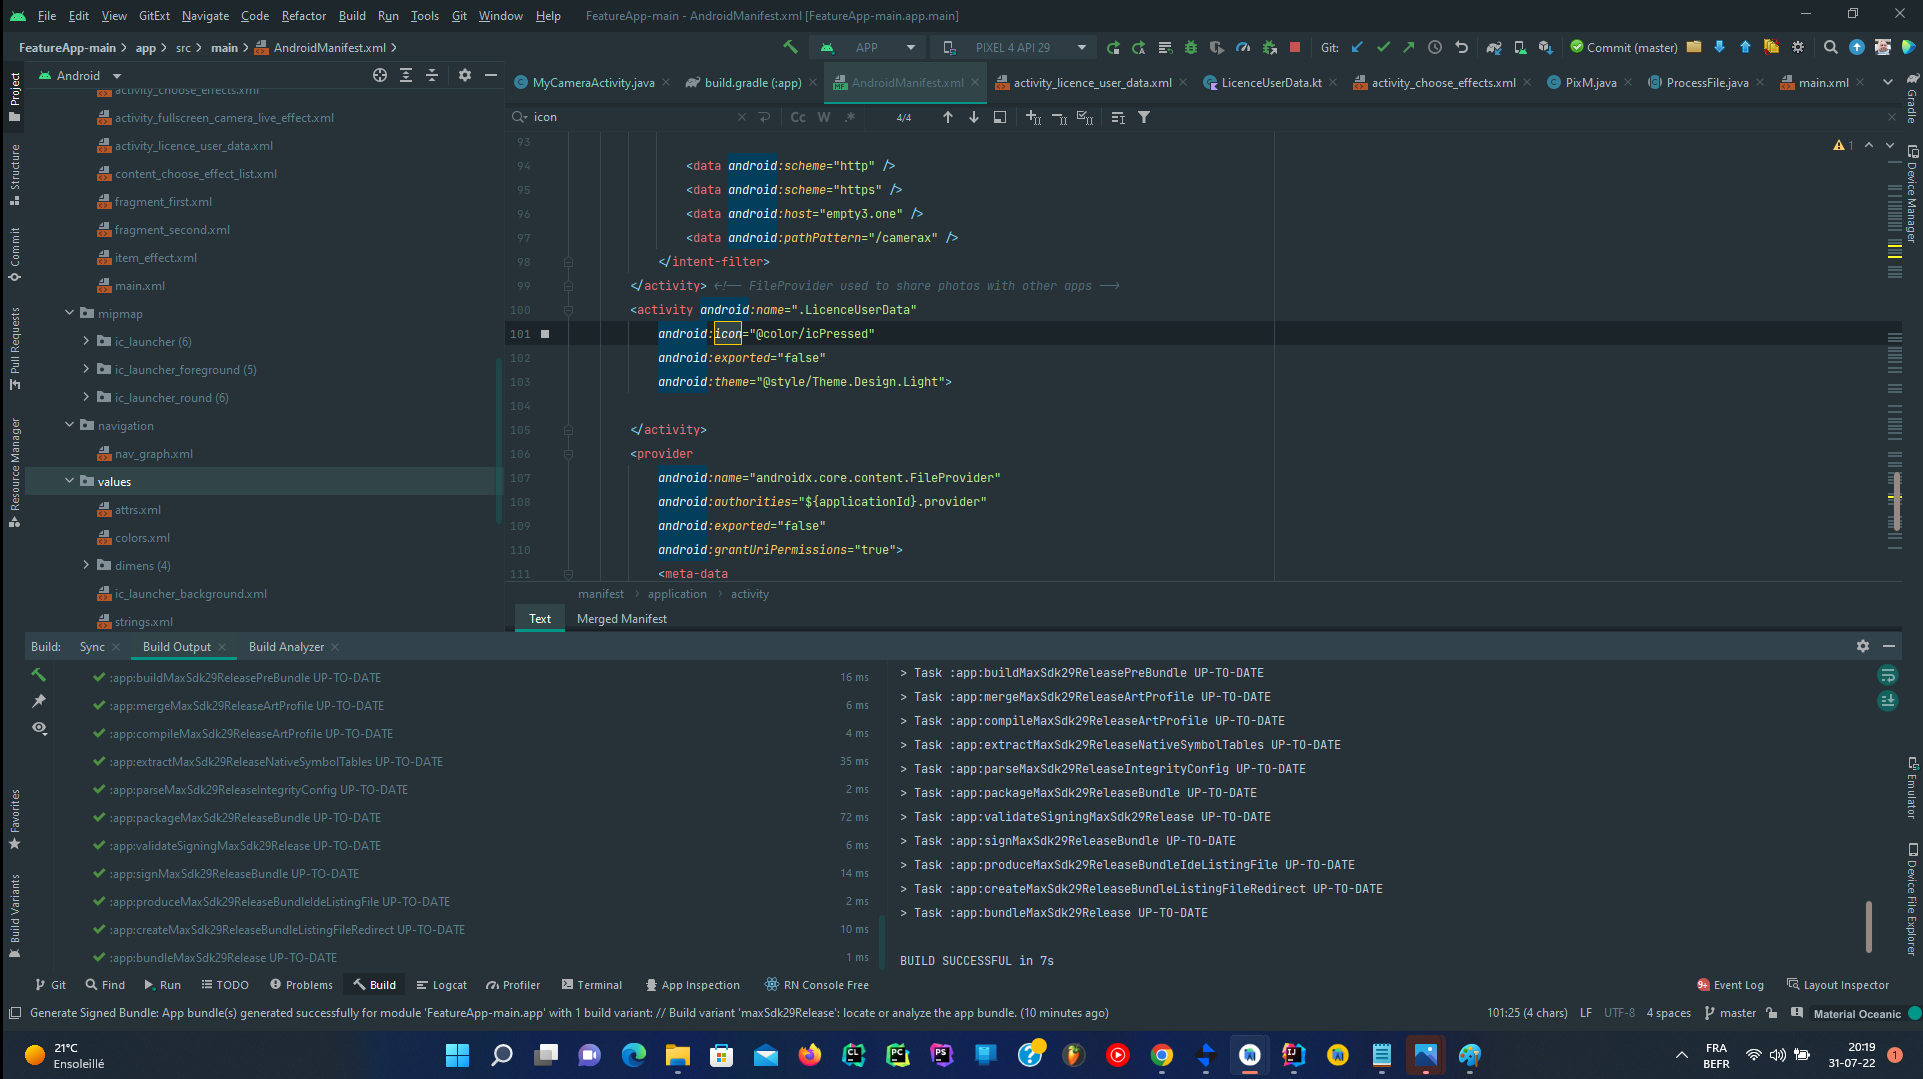 File Edit View GitExt Navigate Code Refactor Build Run Tools Git Window Help FeatureApp-main - AndroidManifest.xml [FeatureApp-main.app.main]
FeatureApp-main app src main AndroidManifest.xml APP PIXEL 4 API 29 Git: Commit (master)
Android
activity_choose_effects.xml
activity_fullscreen_camera_live_effect.xml
activity_licence_user_data.xml
content_choose_effect_list.xml
fragment_first.xml
fragment_second.xml
item_effect.xml
main.xml
mipmap
ic_launcher (6)
ic_launcher_foreground (5)
ic_launcher_round (6)
navigation
nav_graph.xml
values
attrs.xml
colors.xml
dimens (4)
ic_launcher_background.xml
strings.xml
Project
Structure
Commit
Pull Requests
Resource Manager
Favorites
Build Variants
MyCameraActivity.java build.gradle (:app) AndroidManifest.xml activity_licence_user_data.xml LicenceUserData.kt activity_choose_effects.xml PixM.java ProcessFile.java main.xml
icon Cc W .* 4/4
1
93
94 <data android:scheme="http" />
95 <data android:scheme="https" />
96 <data android:host="empty3.one" />
97 <data android:pathPattern="/camerax" />
98 </intent-filter>
99 </activity> <!-- FileProvider used to share photos with other apps -->
100 <activity android:name=".LicenceUserData"
101 android:icon="@color/icPressed"
102 android:exported="false"
103 android:theme="@style/Theme.Design.Light">
104
105 </activity>
106 <provider
107 android:name="androidx.core.content.FileProvider"
108 android:authorities="${applicationId}.provider"
109 android:exported="false"
110 android:grantUriPermissions="true">
111 <meta-data
manifest application activity
Text Merged Manifest
Gradle
Device Manager
Emulator
Device File Explorer
Build: Sync Build Output Build Analyzer
:app:buildMaxSdk29ReleasePreBundle UP-TO-DATE 16 ms
:app:mergeMaxSdk29ReleaseArtProfile UP-TO-DATE 6 ms
:app:compileMaxSdk29ReleaseArtProfile UP-TO-DATE 4 ms
:app:extractMaxSdk29ReleaseNativeSymbolTables UP-TO-DATE 35 ms
:app:parseMaxSdk29ReleaseIntegrityConfig UP-TO-DATE 2 ms
:app:packageMaxSdk29ReleaseBundle UP-TO-DATE 72 ms
:app:validateSigningMaxSdk29Release UP-TO-DATE 6 ms
:app:signMaxSdk29ReleaseBundle UP-TO-DATE 14 ms
:app:produceMaxSdk29ReleaseBundleIdeListingFile UP-TO-DATE 2 ms
:app:createMaxSdk29ReleaseBundleListingFileRedirect UP-TO-DATE 10 ms
:app:bundleMaxSdk29Release UP-TO-DATE 1 ms
> Task :app:buildMaxSdk29ReleasePreBundle UP-TO-DATE
> Task :app:mergeMaxSdk29ReleaseArtProfile UP-TO-DATE
> Task :app:compileMaxSdk29ReleaseArtProfile UP-TO-DATE
> Task :app:extractMaxSdk29ReleaseNativeSymbolTables UP-TO-DATE
> Task :app:parseMaxSdk29ReleaseIntegrityConfig UP-TO-DATE
> Task :app:packageMaxSdk29ReleaseBundle UP-TO-DATE
> Task :app:validateSigningMaxSdk29Release UP-TO-DATE
> Task :app:signMaxSdk29ReleaseBundle UP-TO-DATE
> Task :app:produceMaxSdk29ReleaseBundleIdeListingFile UP-TO-DATE
> Task :app:createMaxSdk29ReleaseBundleListingFileRedirect UP-TO-DATE
> Task :app:bundleMaxSdk29Release UP-TO-DATE
BUILD SUCCESSFUL in 7s
Git Find Run TODO Problems Build Logcat Profiler Terminal App Inspection RN Console Free 9+ Event Log Layout Inspector
Generate Signed Bundle: App bundle(s) generated successfully for module 'FeatureApp-main.app' with 1 build variant: // Build variant 'maxSdk29Release': locate or analyze the app bundle. (10 minutes ago) 101:25 (4 chars) LF UTF-8 4 spaces master Material Oceanic
21°C
Ensoleillé
CL PC PS IJ
FRA
BEFR
20:19
31-07-22
1